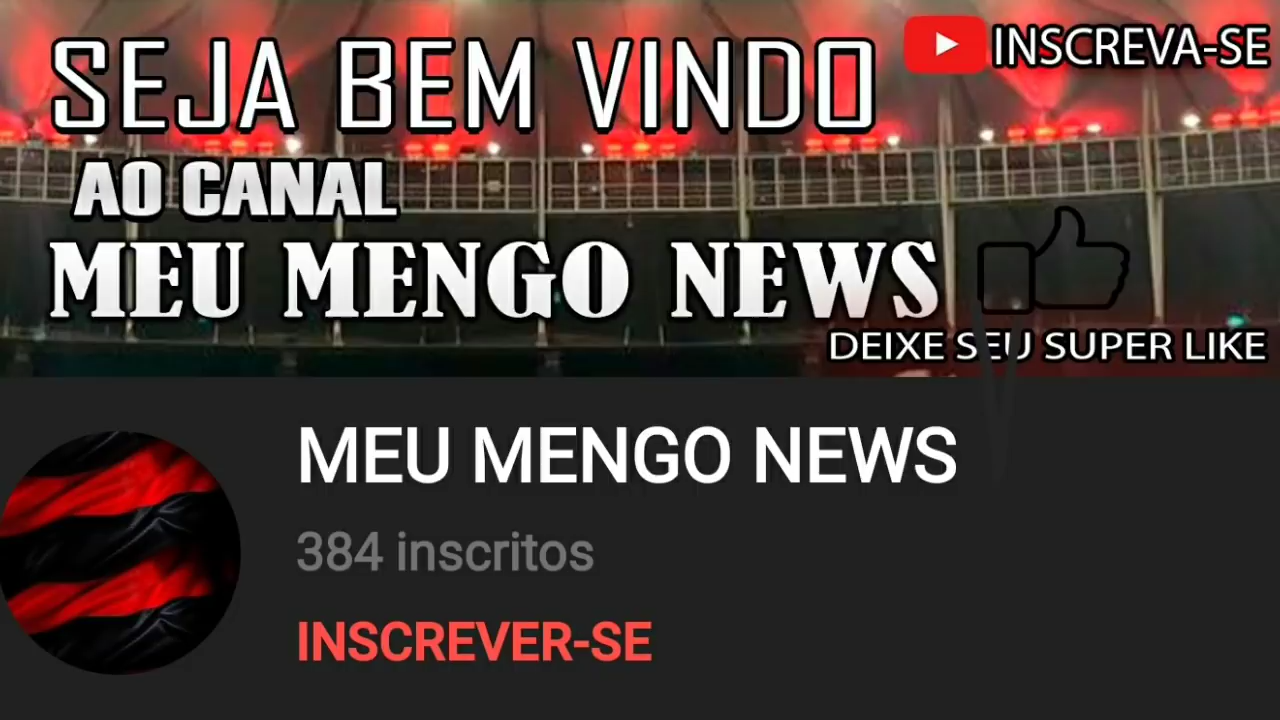 SEJA BEM VINDO
INSCREVA-SE
AO CANAL
MEU MENGO NEWS
DEIXE SEU SUPER LIKE
MEU MENGO NEWS
384 inscritos
INSCREVER-SE